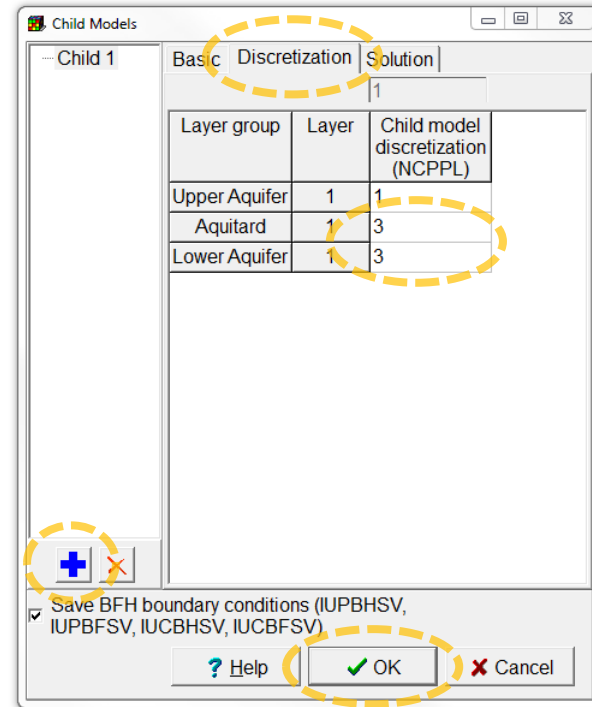 Child Models
Child 1
Basic Discretization Solution
1
Layer group Layer Child model
discretization
(NCPPL)
Upper Aquifer 1 1
Aquitard 1 3
Lower Aquifer 1 3
Save BFH boundary conditions (IUPBHSV,
IUPBFSV, IUCBHSV, IUCBFSV)
? Help OK Cancel